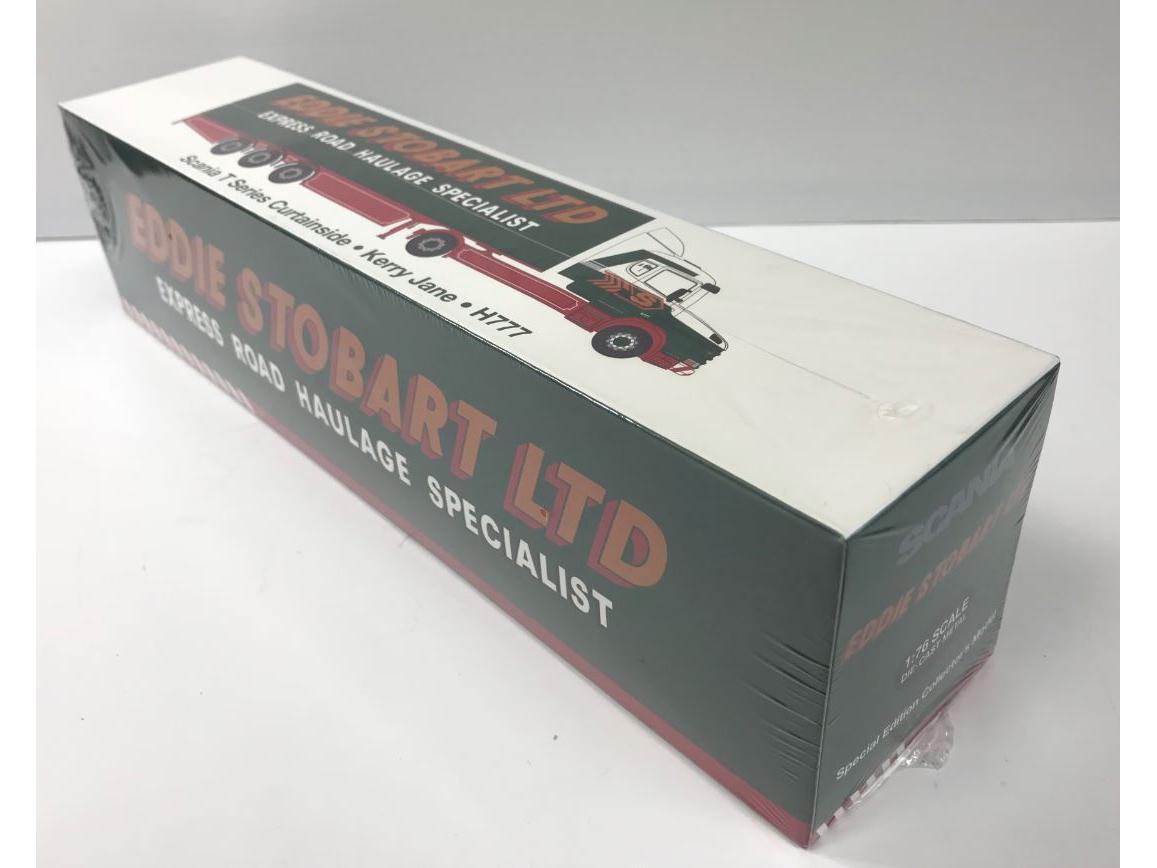 EDDIE STOBART LTD
EXPRESS ROAD HAULAGE SPECIALIST
Scania T Series Curtainside • Kerry Jane • H777
EDDIE STOBART LTD
EXPRESS ROAD HAULAGE SPECIALIST
SCANIA
EDDIE STOBART
1:76 SCALE
DIE-CAST METAL
Special Edition Collector's Model